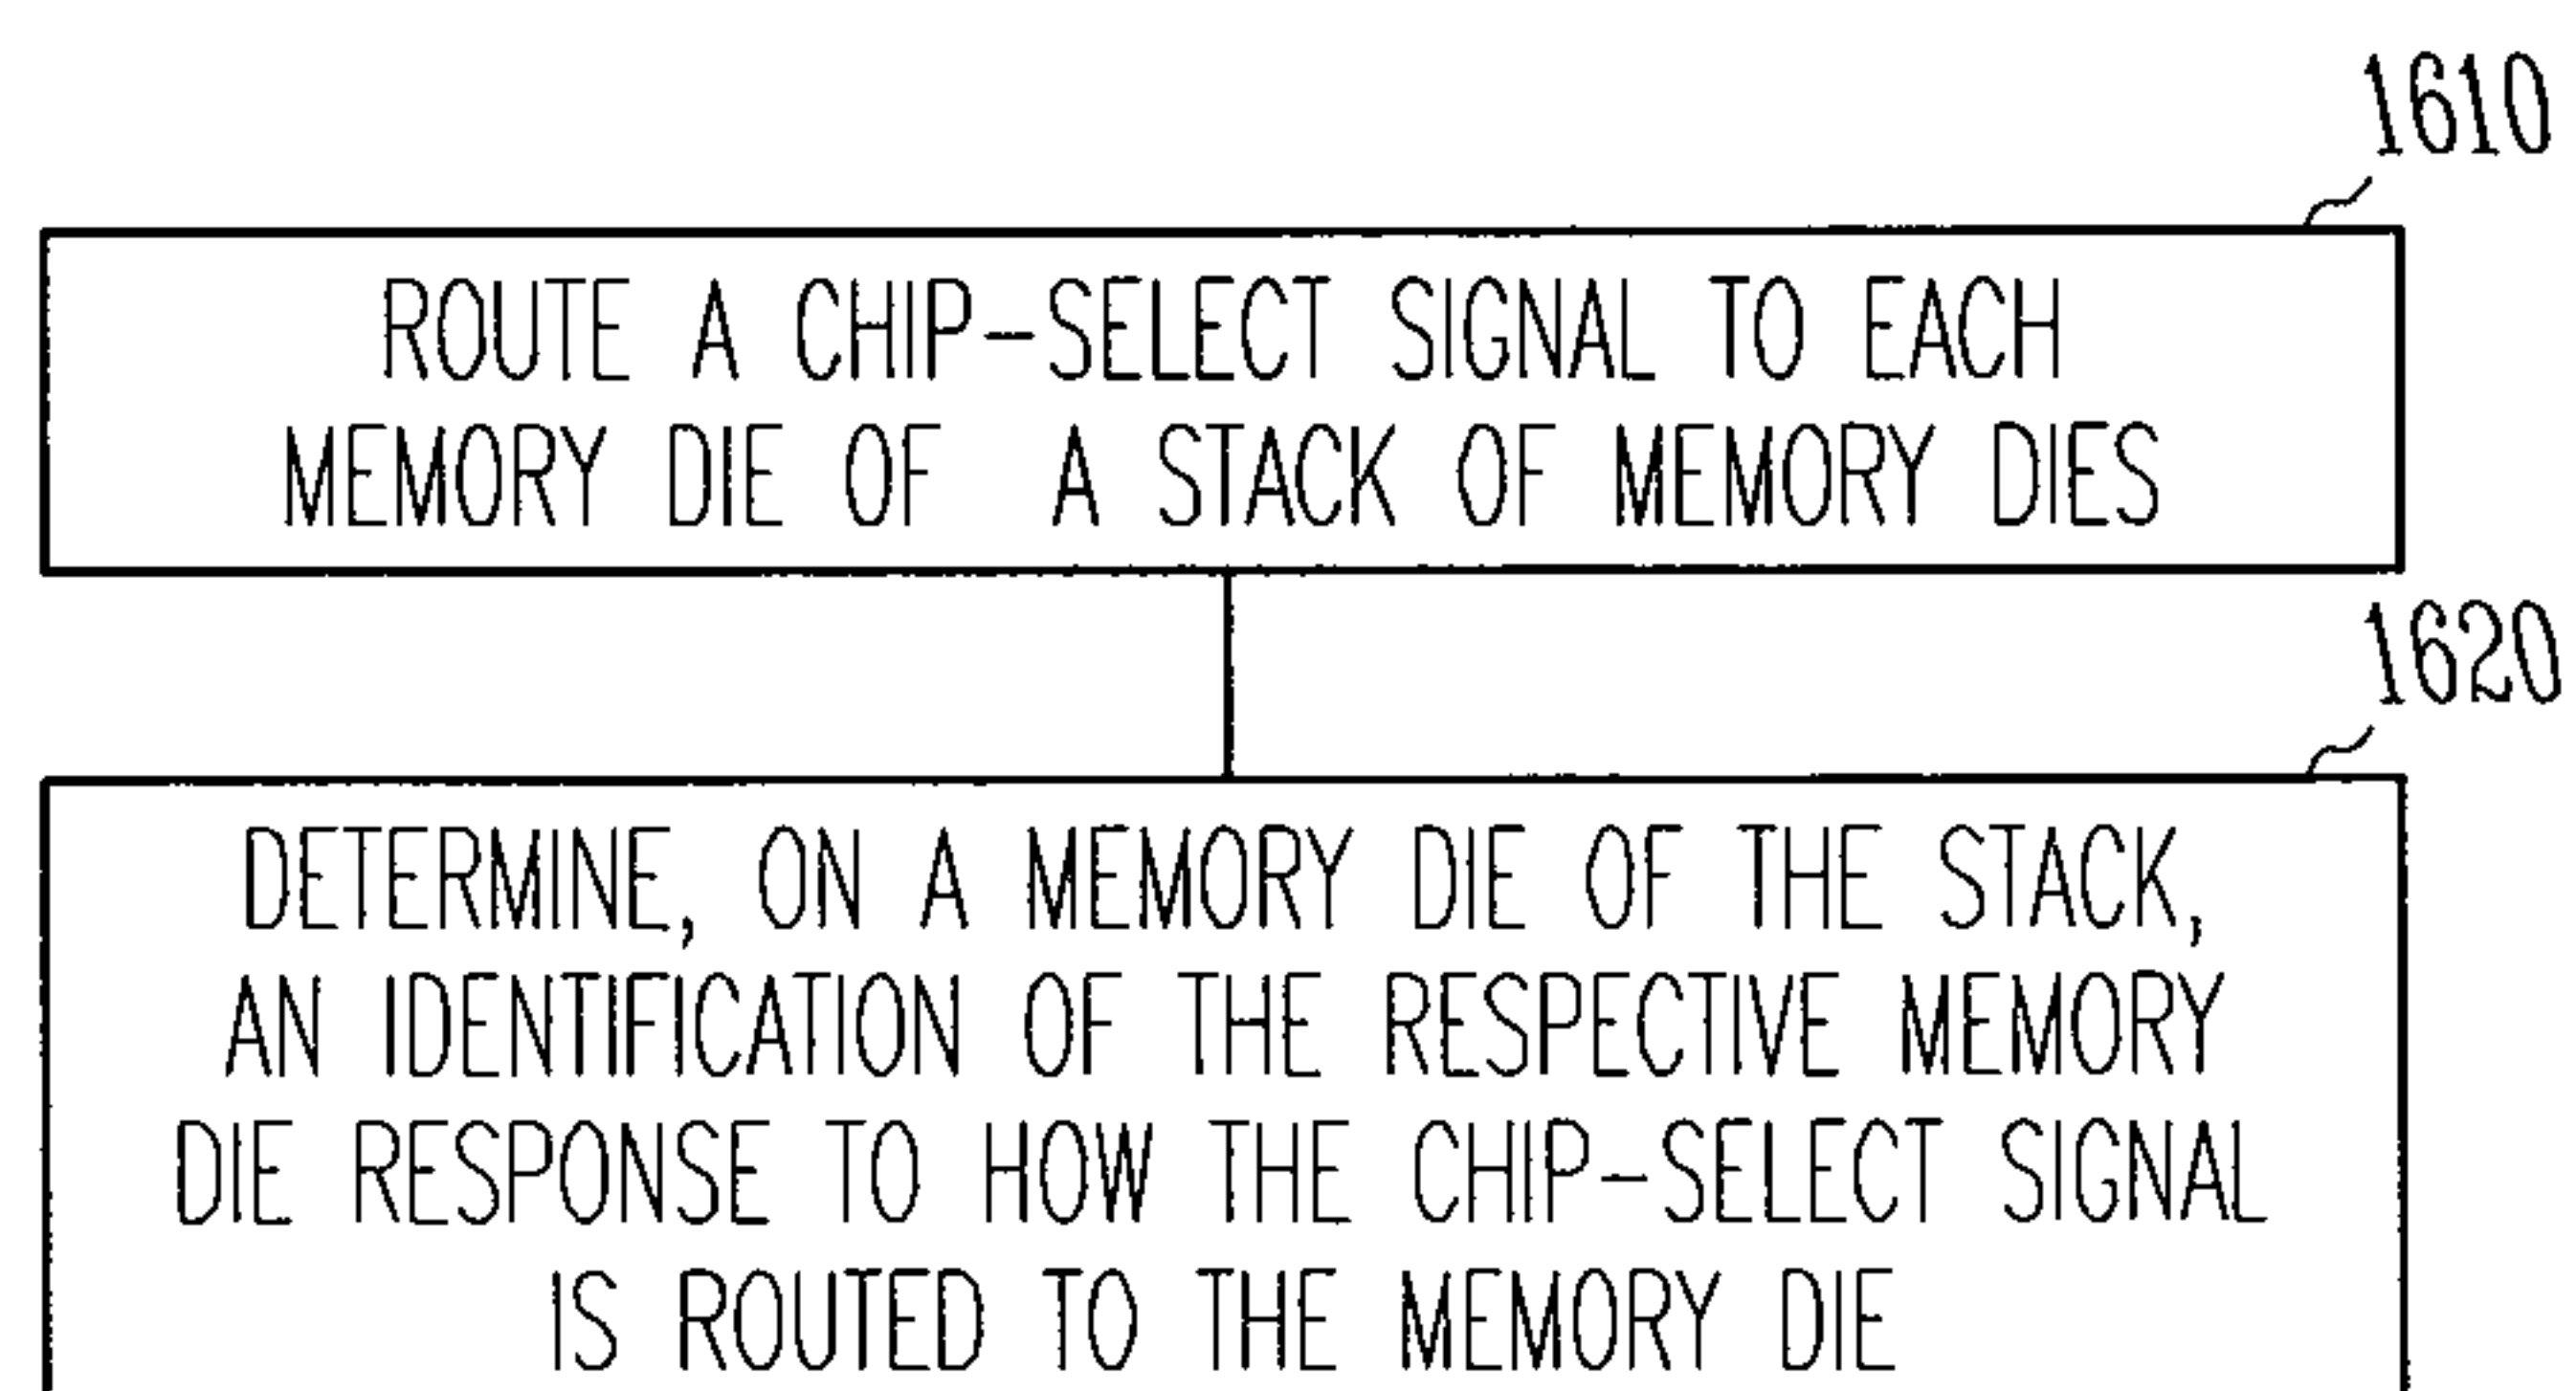 1610
ROUTE A CHIP-SELECT SIGNAL TO EACH
MEMORY DIE OF A STACK OF MEMORY DIES
1620
DETERMINE, ON A MEMORY DIE OF THE STACK,
AN IDENTIFICATION OF THE RESPECTIVE MEMORY
DIE RESPONSE TO HOW THE CHIP-SELECT SIGNAL
IS ROUTED TO THE MEMORY DIE